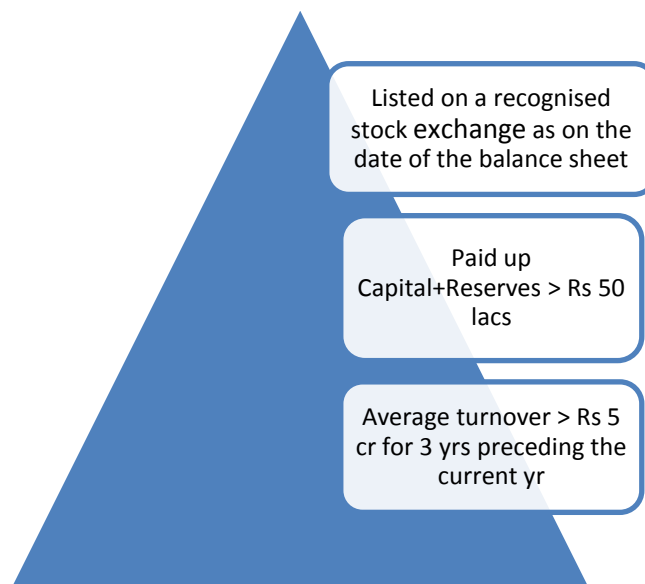 Listed on a recognised
stock exchange as on the
date of the balance sheet
Paid up
Capital+Reserves > Rs 50
lacs
Average turnover > Rs 5
cr for 3 yrs preceding the
current yr